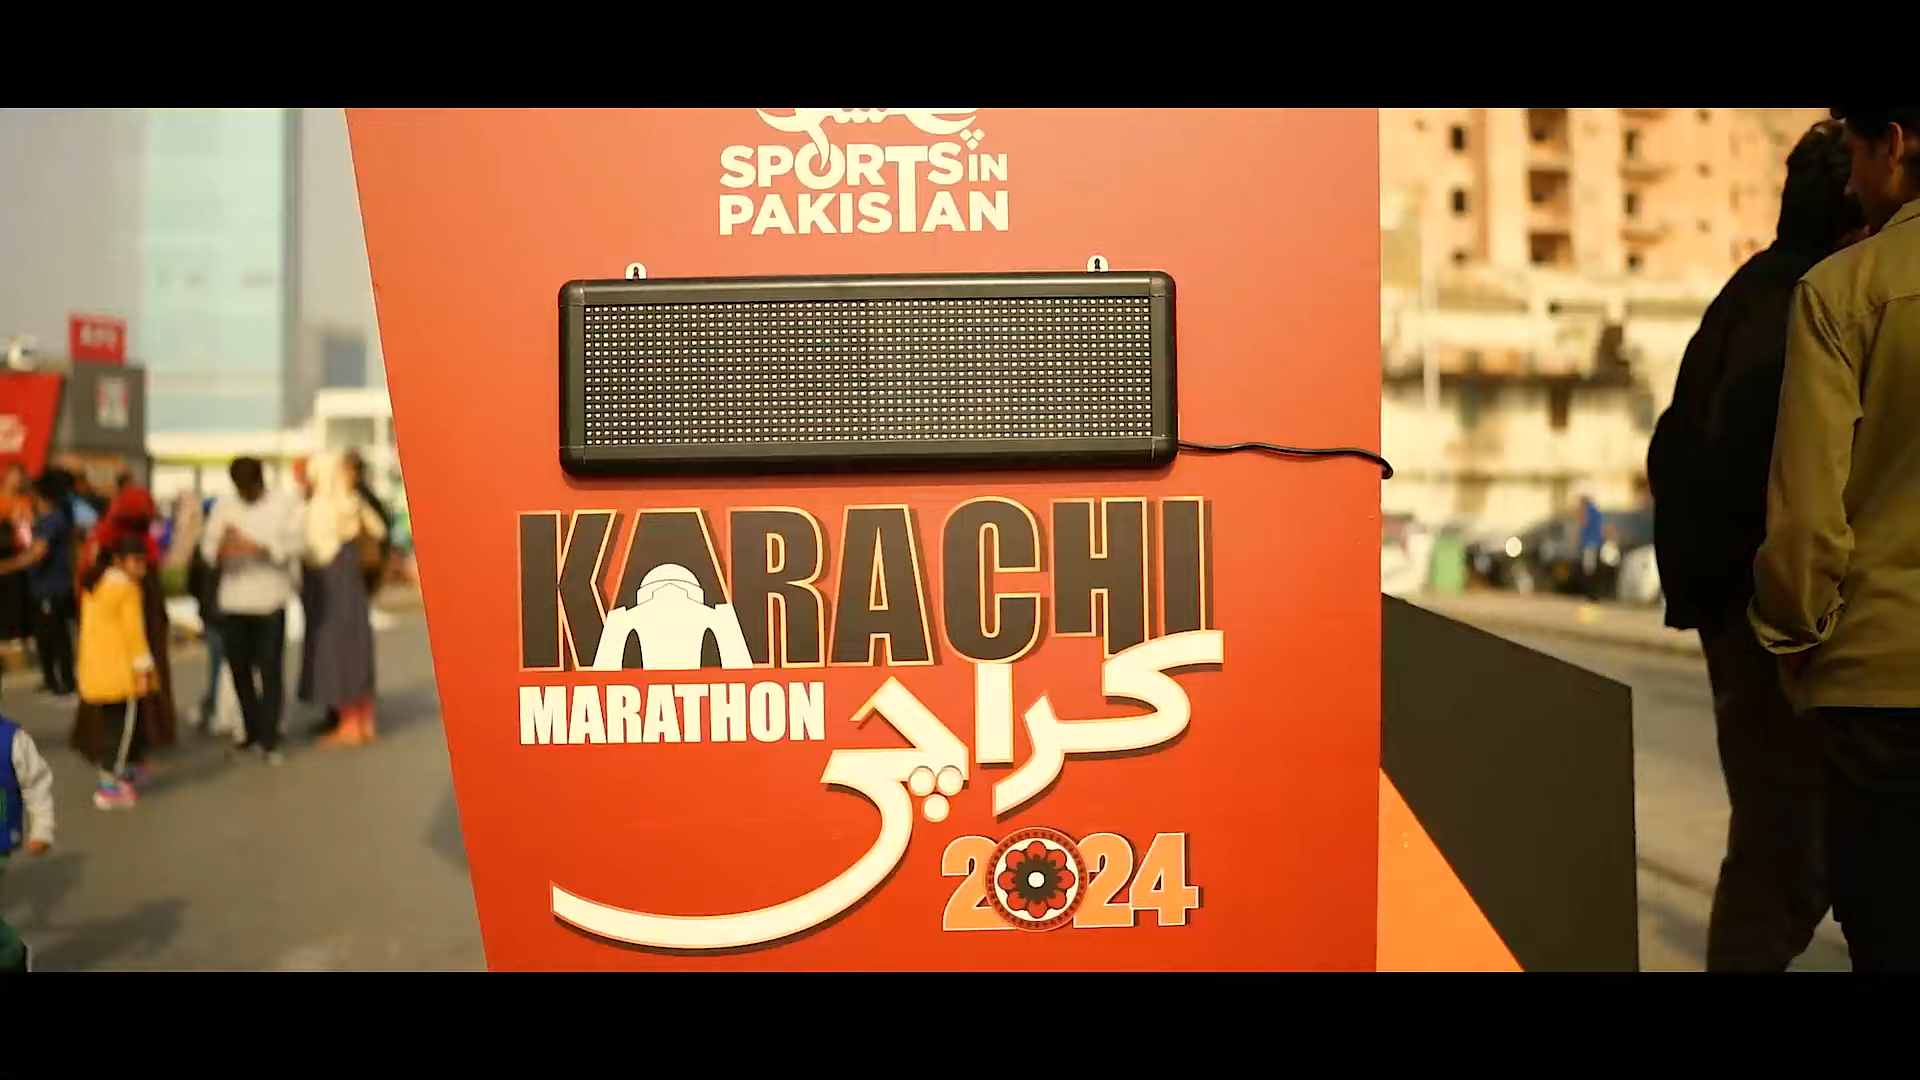 SPORTS IN
PAKISTAN
KARACHI
MARATHON
کراچی
2024